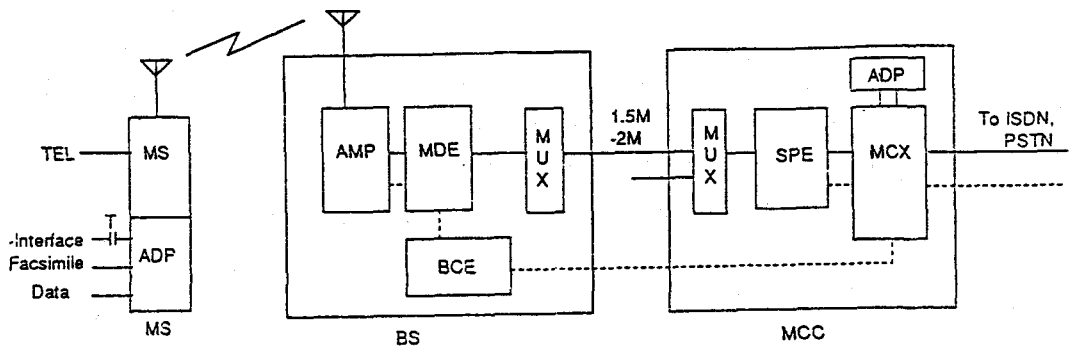 TEL
MS
T
-Interface
Facsimile
Data
ADP
MS
AMP
MDE
MUX
BCE
BS
1.5M
-2M
MUX
SPE
ADP
MCX
MCC
To ISDN,
PSTN